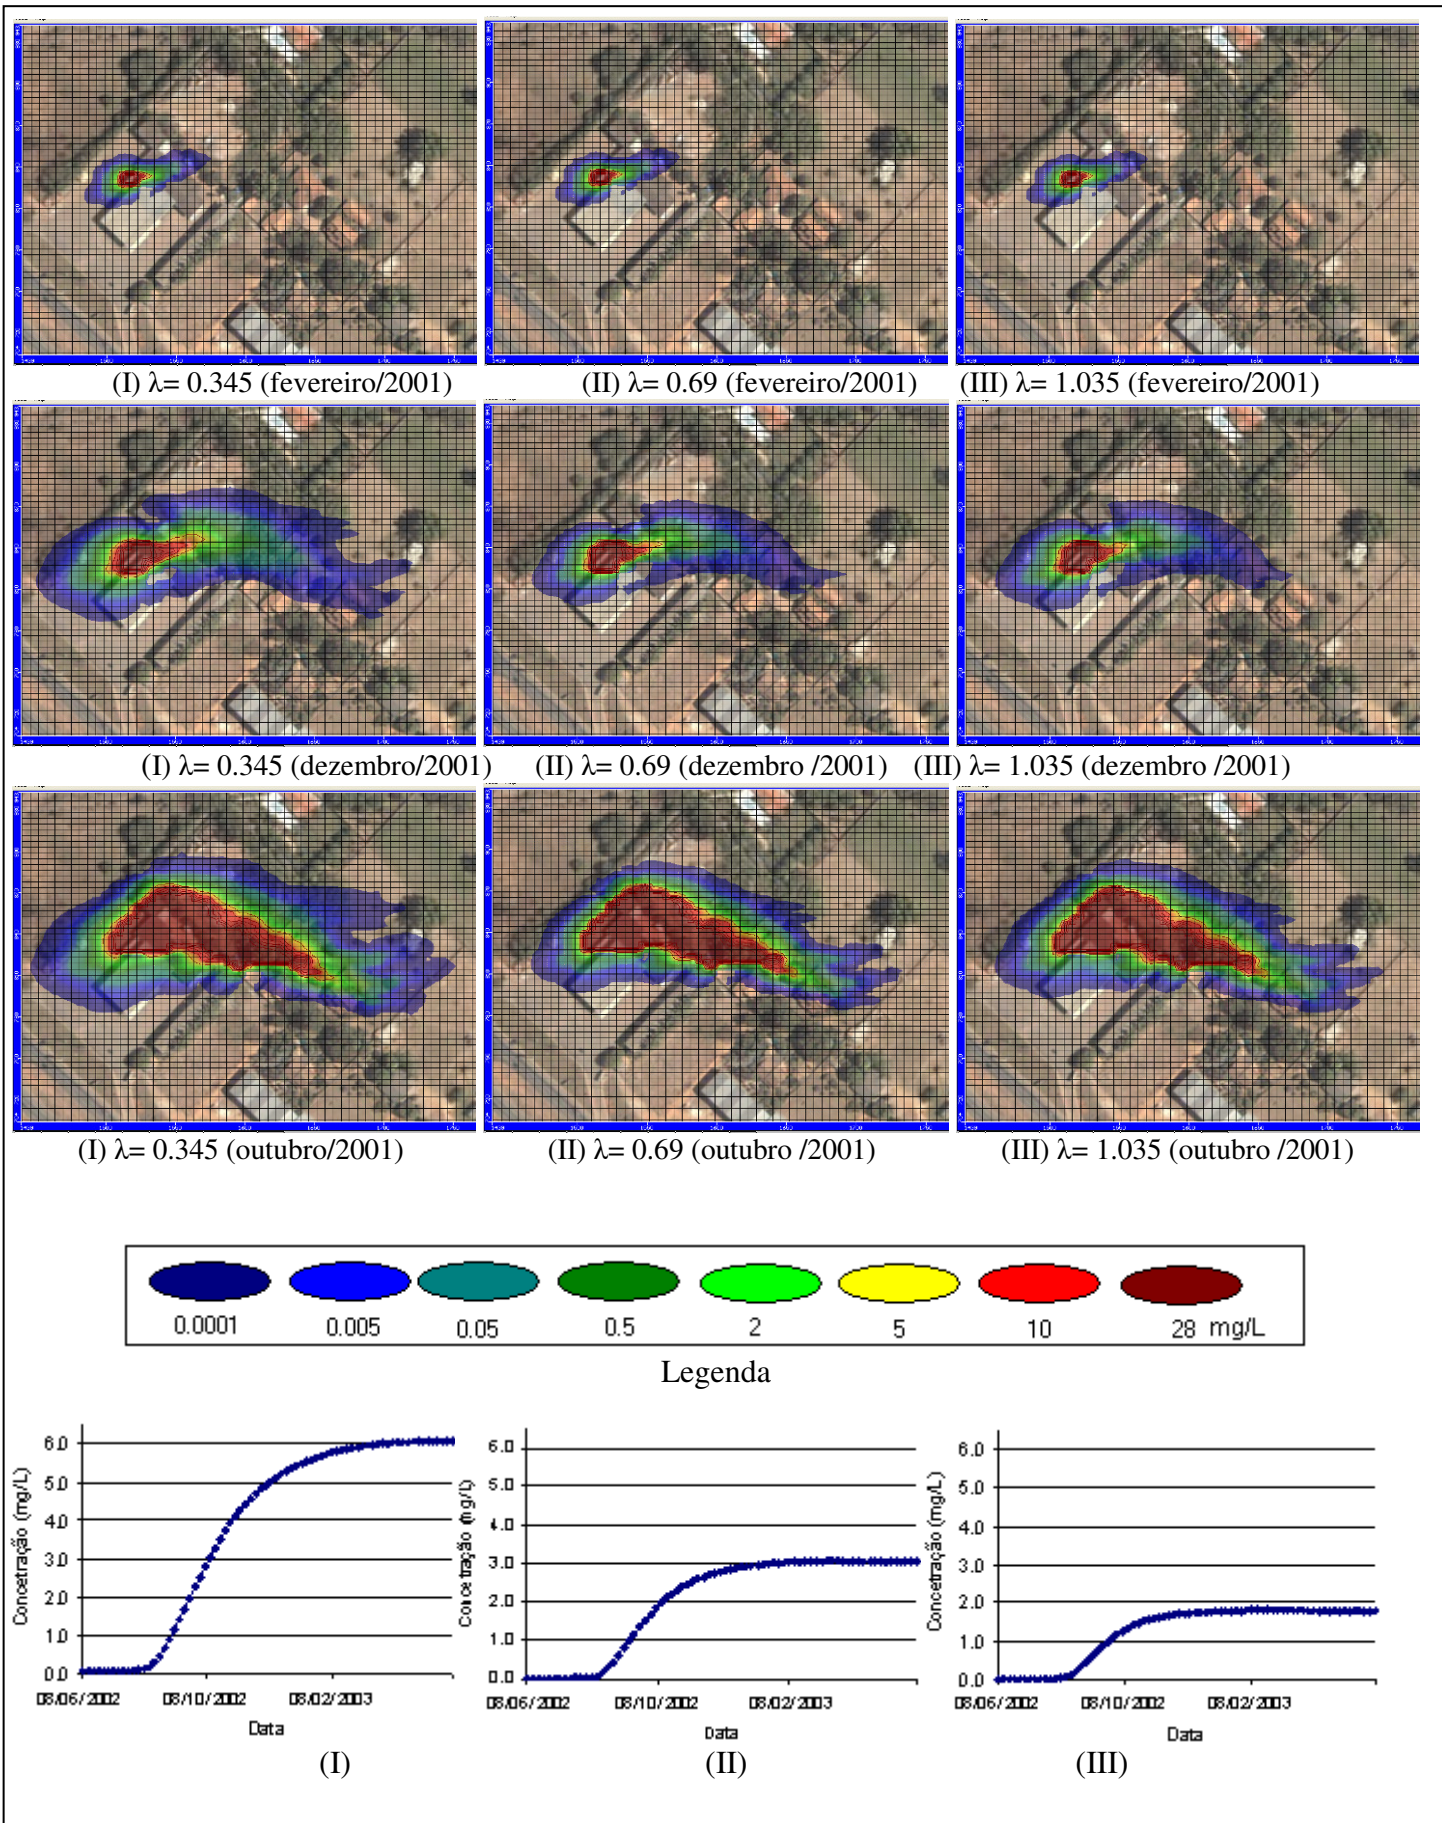 (I) λ= 0.345 (fevereiro/2001) (II) λ= 0.69 (fevereiro/2001) (III) λ= 1.035 (fevereiro/2001)
(I) λ= 0.345 (dezembro/2001) (II) λ= 0.69 (dezembro /2001) (III) λ= 1.035 (dezembro /2001)
(I) λ= 0.345 (outubro/2001) (II) λ= 0.69 (outubro /2001) (III) λ= 1.035 (outubro /2001)
0.0001 0.005 0.05 0.5 2 5 10 28 mg/L
Legenda
Concetração (mg/L)
6.0
5.0
4.0
3.0
2.0
1.0
0.0
08/06/2002 08/10/2002 08/02/2003
Data
(I)
Concetração (mg/L)
6.0
5.0
4.0
3.0
2.0
1.0
0.0
08/06/2002 08/10/2002 08/02/2003
Data
(II)
Concetração (mg/L)
6.0
5.0
4.0
3.0
2.0
1.0
0.0
08/06/2002 08/10/2002 08/02/2003
Data
(III)